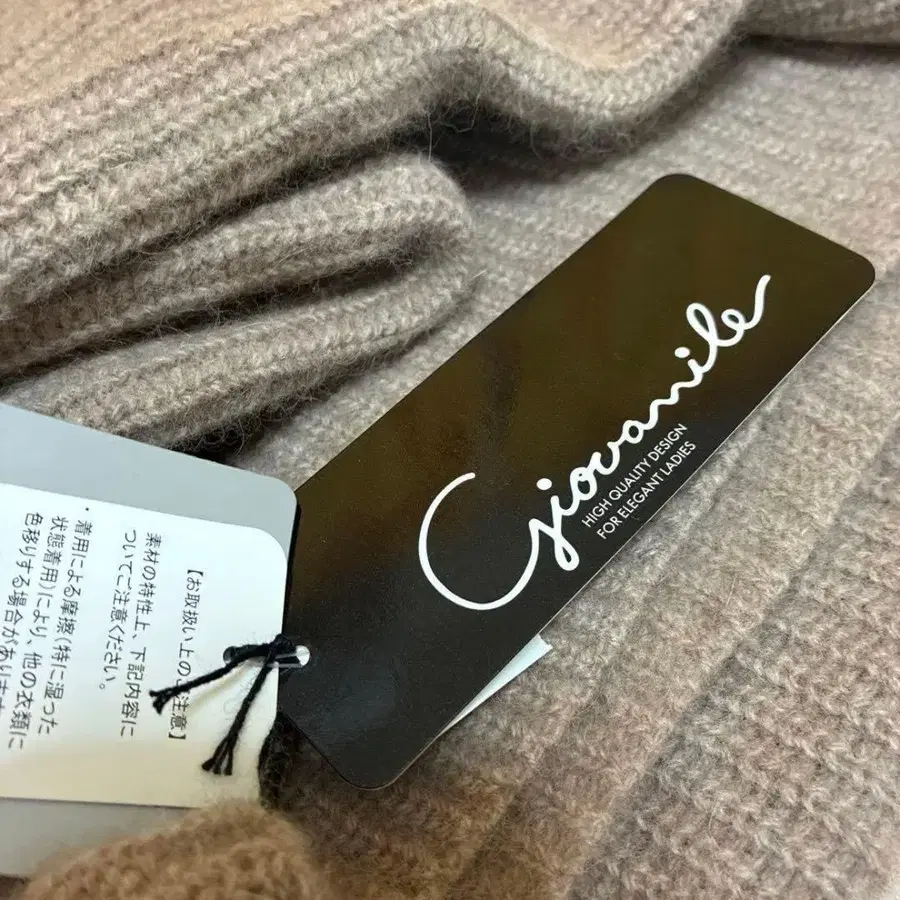 Giovanile
HIGH QUALITY DESIGN
FOR ELEGANT LADIES
【お取扱い上のご注意】
素材の特性上、下記内容に
ついてご注意ください。
・着用による摩擦(特に湿った
状態着用)により、他の衣類に
色移りする場合があります